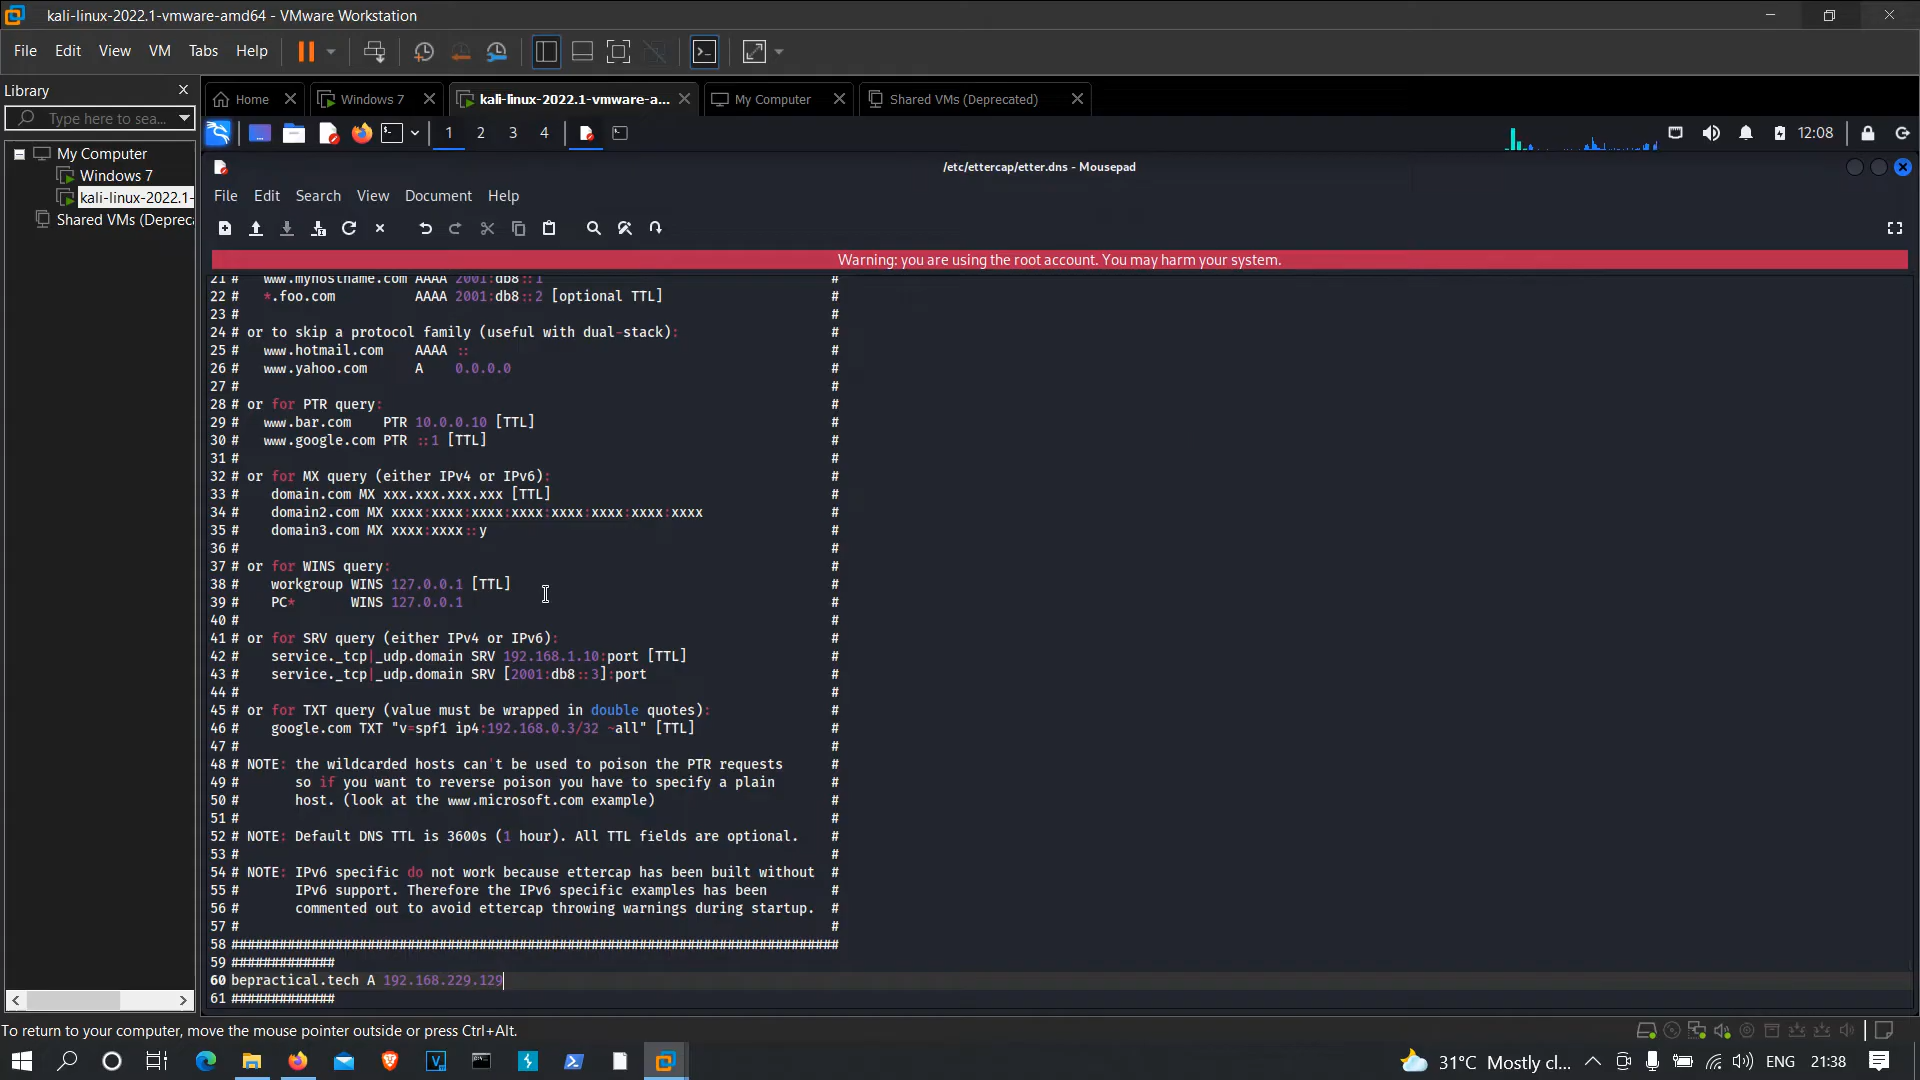 kali-linux-2022.1-vmware-amd64 - VMware Workstation
File Edit View VM Tabs Help
Library
Type here to sea...
My Computer
Windows 7
kali-linux-2022.1-
Shared VMs (Depreca
Home
Windows 7
kali-linux-2022.1-vmware-a...
My Computer
Shared VMs (Deprecated)
1 2 3 4
12:08
/etc/ettercap/etter.dns - Mousepad
File Edit Search View Document Help
Warning: you are using the root account. You may harm your system.
21 # www.myhostname.com AAAA 2001:db8::1 #
22 # *.foo.com AAAA 2001:db8::2 [optional TTL] #
23 # #
24 # or to skip a protocol family (useful with dual-stack): #
25 # www.hotmail.com AAAA :: #
26 # www.yahoo.com A 0.0.0.0 #
27 # #
28 # or for PTR query: #
29 # www.bar.com PTR 10.0.0.10 [TTL] #
30 # www.google.com PTR ::1 [TTL] #
31 # #
32 # or for MX query (either IPv4 or IPv6): #
33 # domain.com MX xxx.xxx.xxx.xxx [TTL] #
34 # domain2.com MX xxxx:xxxx:xxxx:xxxx:xxxx:xxxx:xxxx:xxxx #
35 # domain3.com MX xxxx:xxxx::y #
36 # #
37 # or for WINS query: #
38 # workgroup WINS 127.0.0.1 [TTL] #
39 # PC* WINS 127.0.0.1 #
40 # #
41 # or for SRV query (either IPv4 or IPv6): #
42 # service._tcp|_udp.domain SRV 192.168.1.10:port [TTL] #
43 # service._tcp|_udp.domain SRV [2001:db8::3]:port #
44 # #
45 # or for TXT query (value must be wrapped in double quotes): #
46 # google.com TXT "v=spf1 ip4:192.168.0.3/32 ~all" [TTL] #
47 # #
48 # NOTE: the wildcarded hosts can't be used to poison the PTR requests #
49 # so if you want to reverse poison you have to specify a plain #
50 # host. (look at the www.microsoft.com example) #
51 # #
52 # NOTE: Default DNS TTL is 3600s (1 hour). All TTL fields are optional. #
53 # #
54 # NOTE: IPv6 specific do not work because ettercap has been built without #
55 # IPv6 support. Therefore the IPv6 specific examples has been #
56 # commented out to avoid ettercap throwing warnings during startup. #
57 # #
58 ############################################################################
59 #############
60 bepractical.tech A 192.168.229.129
61 #############
To return to your computer, move the mouse pointer outside or press Ctrl+Alt.
31°C Mostly cl...
ENG
21:38